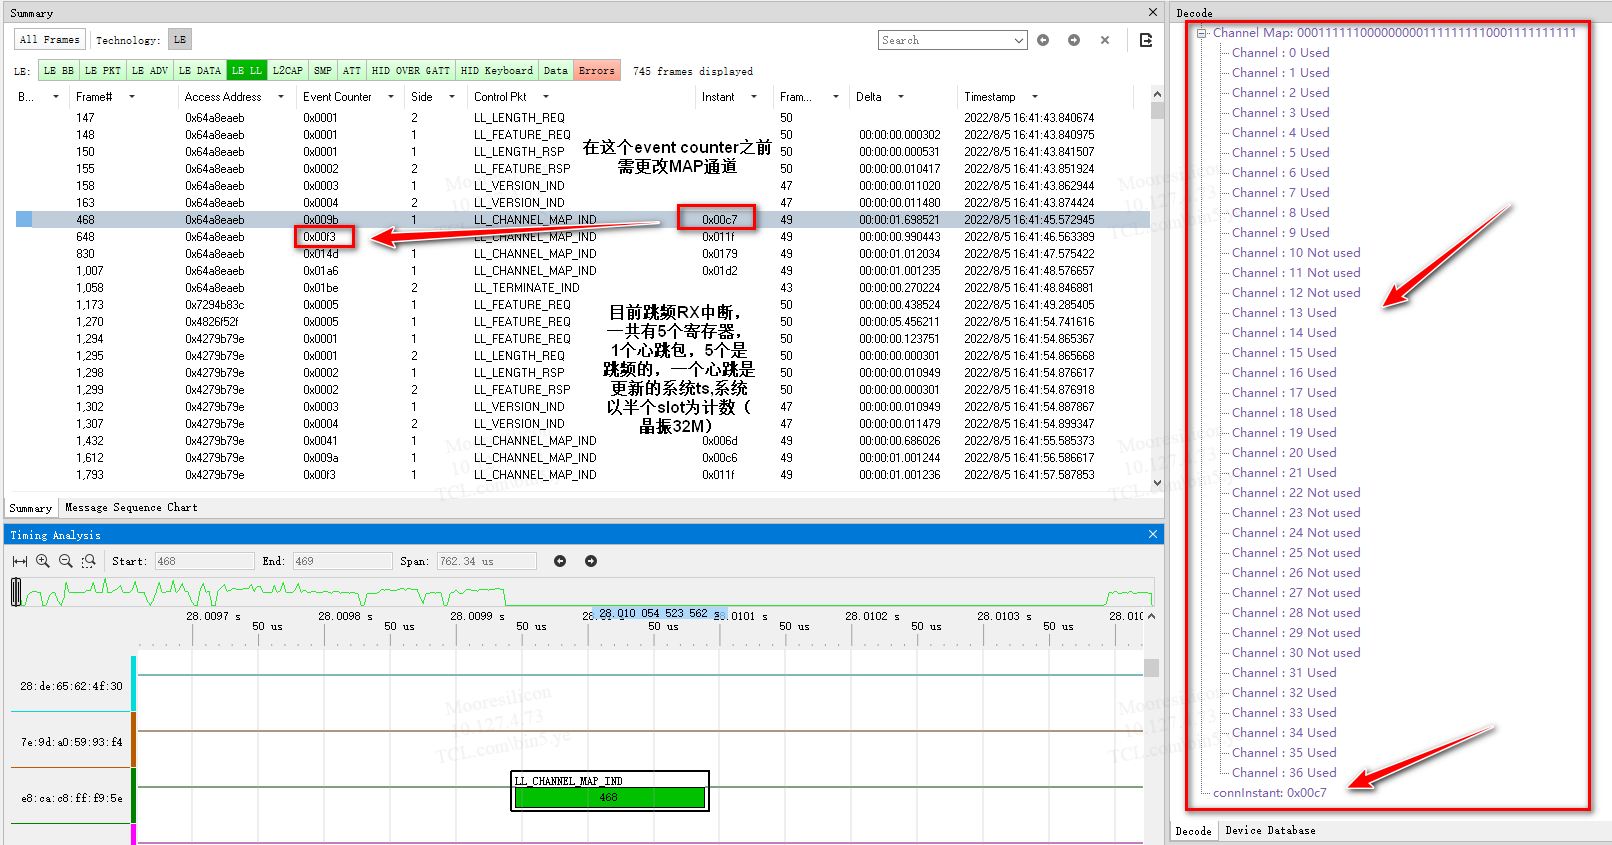 Summary
All Frames Technology: LE
Search
LE: LE BB LE PKT LE ADV LE DATA LE LL L2CAP SMP ATT HID OVER GATT HID Keyboard Data Errors 745 frames displayed
B... Frame# Access Address Event Counter Side Control Pkt Instant Fram... Delta Timestamp
147 0x64a8eaeb 0x0001 2 LL_LENGTH_REQ 50 2022/8/5 16:41:43.840674
148 0x64a8eaeb 0x0001 1 LL_FEATURE_REQ 50 00:00:00.000302 2022/8/5 16:41:43.840975
150 0x64a8eaeb 0x0001 1 LL_LENGTH_RSP 50 00:00:00.000531 2022/8/5 16:41:43.841507
155 0x64a8eaeb 0x0002 2 LL_FEATURE_RSP 50 00:00:00.010417 2022/8/5 16:41:43.851924
158 0x64a8eaeb 0x0003 1 LL_VERSION_IND 47 00:00:00.011020 2022/8/5 16:41:43.862944
163 0x64a8eaeb 0x0004 2 LL_VERSION_IND 47 00:00:00.011480 2022/8/5 16:41:43.874424
468 0x64a8eaeb 0x009b 1 LL_CHANNEL_MAP_IND 0x00c7 49 00:00:01.698521 2022/8/5 16:41:45.572945
648 0x64a8eaeb 0x00f3 1 LL_CHANNEL_MAP_IND 0x011f 49 00:00:00.990443 2022/8/5 16:41:46.563389
830 0x64a8eaeb 0x014d 1 LL_CHANNEL_MAP_IND 0x0179 49 00:00:01.012034 2022/8/5 16:41:47.575422
1,007 0x64a8eaeb 0x01a6 1 LL_CHANNEL_MAP_IND 0x01d2 49 00:00:01.001235 2022/8/5 16:41:48.576657
1,058 0x64a8eaeb 0x01be 2 LL_TERMINATE_IND 43 00:00:00.270224 2022/8/5 16:41:48.846881
1,173 0x7294b83c 0x0005 1 LL_FEATURE_REQ 50 00:00:00.438524 2022/8/5 16:41:49.285405
1,270 0x4826f52f 0x0005 1 LL_FEATURE_REQ 50 00:00:05.456211 2022/8/5 16:41:54.741616
1,294 0x4279b79e 0x0001 1 LL_FEATURE_REQ 50 00:00:00.123751 2022/8/5 16:41:54.865367
1,295 0x4279b79e 0x0001 2 LL_LENGTH_REQ 50 00:00:00.000301 2022/8/5 16:41:54.865668
1,298 0x4279b79e 0x0002 1 LL_LENGTH_RSP 50 00:00:00.010949 2022/8/5 16:41:54.876617
1,299 0x4279b79e 0x0002 2 LL_FEATURE_RSP 50 00:00:00.000301 2022/8/5 16:41:54.876918
1,302 0x4279b79e 0x0003 1 LL_VERSION_IND 47 00:00:00.010949 2022/8/5 16:41:54.887867
1,307 0x4279b79e 0x0004 2 LL_VERSION_IND 47 00:00:00.011479 2022/8/5 16:41:54.899347
1,432 0x4279b79e 0x0041 1 LL_CHANNEL_MAP_IND 0x006d 49 00:00:00.686026 2022/8/5 16:41:55.585373
1,612 0x4279b79e 0x009a 1 LL_CHANNEL_MAP_IND 0x00c6 49 00:00:01.001244 2022/8/5 16:41:56.586617
1,793 0x4279b79e 0x00f3 1 LL_CHANNEL_MAP_IND 0x011f 49 00:00:01.001236 2022/8/5 16:41:57.587853
在这个event counter之前
需更改MAP通道
目前跳频RX中断，
一共有5个寄存器，
1个心跳包，5个是
跳频的，一个心跳是
更新的系统ts,系统
以半个slot为计数（
晶振32M）
Summary Message Sequence Chart
Timing Analysis
Start: 468 End: 469 Span: 762.34 us
28.010 054 523 562 s
28.0097 s 28.0098 s 28.0099 s 28.0101 s 28.0102 s 28.0103 s 28.010
50 us 50 us 50 us 50 us 50 us 50 us 50 us
28:de:65:62:4f:30
7e:9d:a0:59:93:f4
e8:ca:c8:ff:f9:5e
LL_CHANNEL_MAP_IND
468
Mooresilicon
10.127.4.73
TCL.com\bin5.ye
Decode
Channel Map: 0001111110000000001111111110001111111111
Channel : 0 Used
Channel : 1 Used
Channel : 2 Used
Channel : 3 Used
Channel : 4 Used
Channel : 5 Used
Channel : 6 Used
Channel : 7 Used
Channel : 8 Used
Channel : 9 Used
Channel : 10 Not used
Channel : 11 Not used
Channel : 12 Not used
Channel : 13 Used
Channel : 14 Used
Channel : 15 Used
Channel : 16 Used
Channel : 17 Used
Channel : 18 Used
Channel : 19 Used
Channel : 20 Used
Channel : 21 Used
Channel : 22 Not used
Channel : 23 Not used
Channel : 24 Not used
Channel : 25 Not used
Channel : 26 Not used
Channel : 27 Not used
Channel : 28 Not used
Channel : 29 Not used
Channel : 30 Not used
Channel : 31 Used
Channel : 32 Used
Channel : 33 Used
Channel : 34 Used
Channel : 35 Used
Channel : 36 Used
connInstant: 0x00c7
Decode Device Database